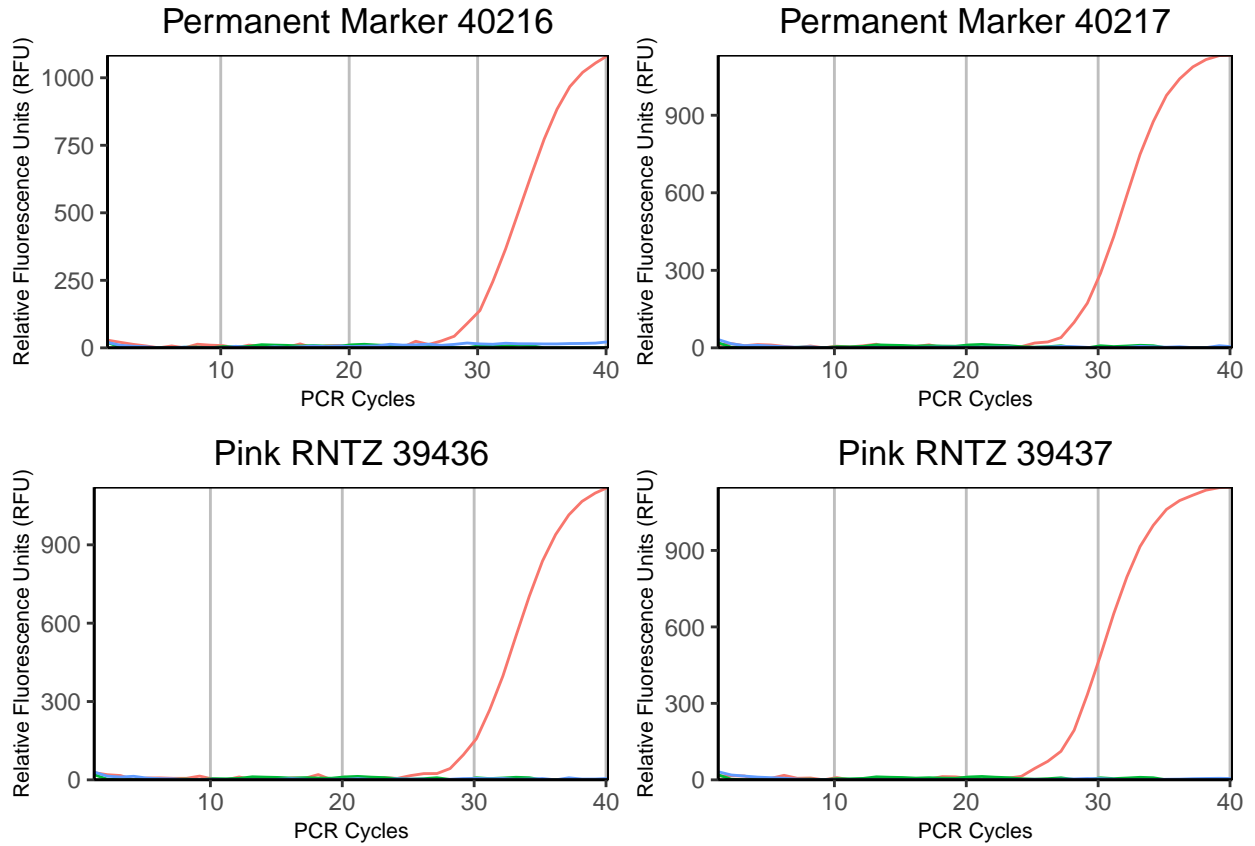 Permanent Marker 40216
Relative Fluorescence Units (RFU)
1000
750
500
250
0
10
20
30
40
PCR Cycles
Permanent Marker 40217
Relative Fluorescence Units (RFU)
900
600
300
0
10
20
30
40
PCR Cycles
Pink RNTZ 39436
Relative Fluorescence Units (RFU)
900
600
300
0
10
20
30
40
PCR Cycles
Pink RNTZ 39437
Relative Fluorescence Units (RFU)
900
600
300
0
10
20
30
40
PCR Cycles